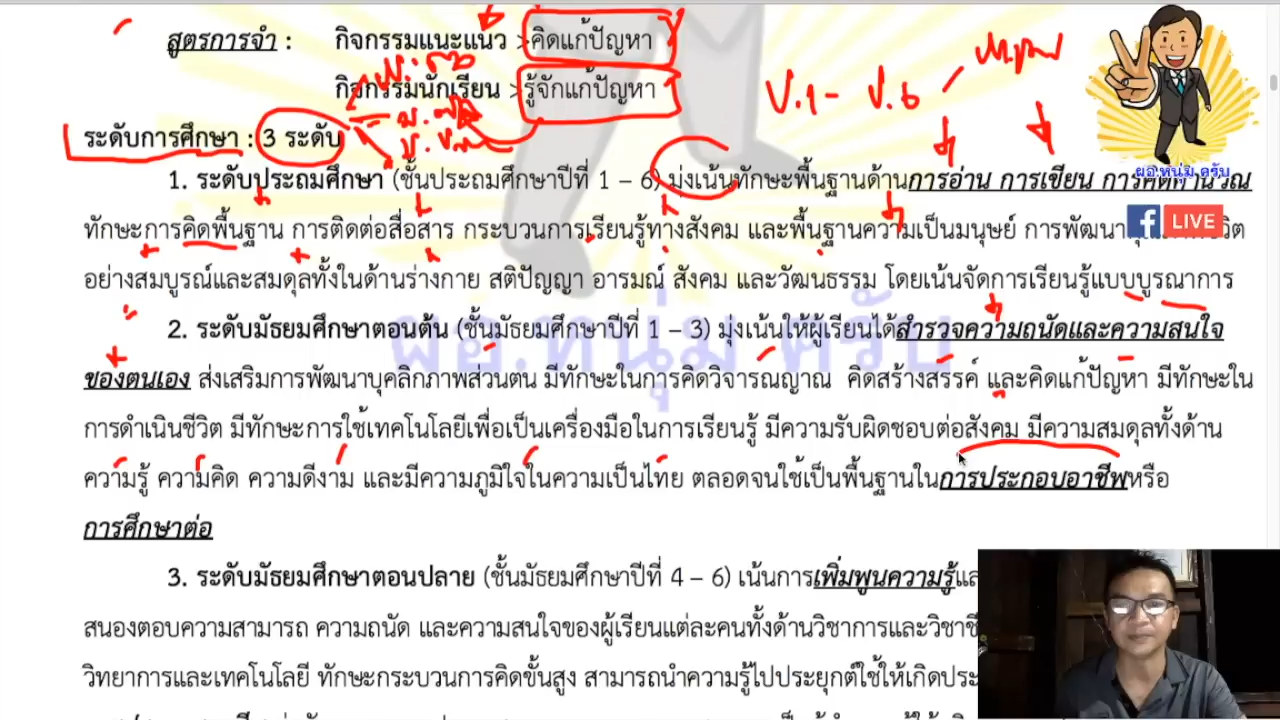 สูตรการจำ : กิจกรรมแนะแนว >คิดแก้ปัญหา
กิจกรรมนักเรียน >รู้จักแก้ปัญหา
ป.1 - ป.6
ระดับการศึกษา : 3 ระดับ
1. ระดับประถมศึกษา (ชั้นประถมศึกษาปีที่ 1 – 6) มุ่งเน้นทักษะพื้นฐานด้านการอ่าน การเขียน การคิดคำนวณ
ทักษะการคิดพื้นฐาน การติดต่อสื่อสาร กระบวนการเรียนรู้ทางสังคม และพื้นฐานความเป็นมนุษย์ การพัฒนา
อย่างสมบูรณ์และสมดุลทั้งในด้านร่างกาย สติปัญญา อารมณ์ สังคม และวัฒนธรรม โดยเน้นจัดการเรียนรู้แบบบูรณาการ
2. ระดับมัธยมศึกษาตอนต้น (ชั้นมัธยมศึกษาปีที่ 1 – 3) มุ่งเน้นให้ผู้เรียนได้สำรวจความถนัดและความสนใจ
ของตนเอง ส่งเสริมการพัฒนาบุคลิกภาพส่วนตน มีทักษะในการคิดวิจารณญาณ คิดสร้างสรรค์ และคิดแก้ปัญหา มีทักษะใน
การดำเนินชีวิต มีทักษะการใช้เทคโนโลยีเพื่อเป็นเครื่องมือในการเรียนรู้ มีความรับผิดชอบต่อสังคม มีความสมดุลทั้งด้าน
ความรู้ ความคิด ความดีงาม และมีความภูมิใจในความเป็นไทย ตลอดจนใช้เป็นพื้นฐานในการประกอบอาชีพหรือ
การศึกษาต่อ
3. ระดับมัธยมศึกษาตอนปลาย (ชั้นมัธยมศึกษาปีที่ 4 – 6) เน้นการเพิ่มพูนความรู้และ
สนองตอบความสามารถ ความถนัด และความสนใจของผู้เรียนแต่ละคนทั้งด้านวิชาการและวิชาชี
วิทยาการและเทคโนโลยี ทักษะกระบวนการคิดขั้นสูง สามารถนำความรู้ไปประยุกต์ใช้ให้เกิดประ
ผอ.หนุ่ม ครับ
f LIVE
ผอ.หนุ่ม ครับ